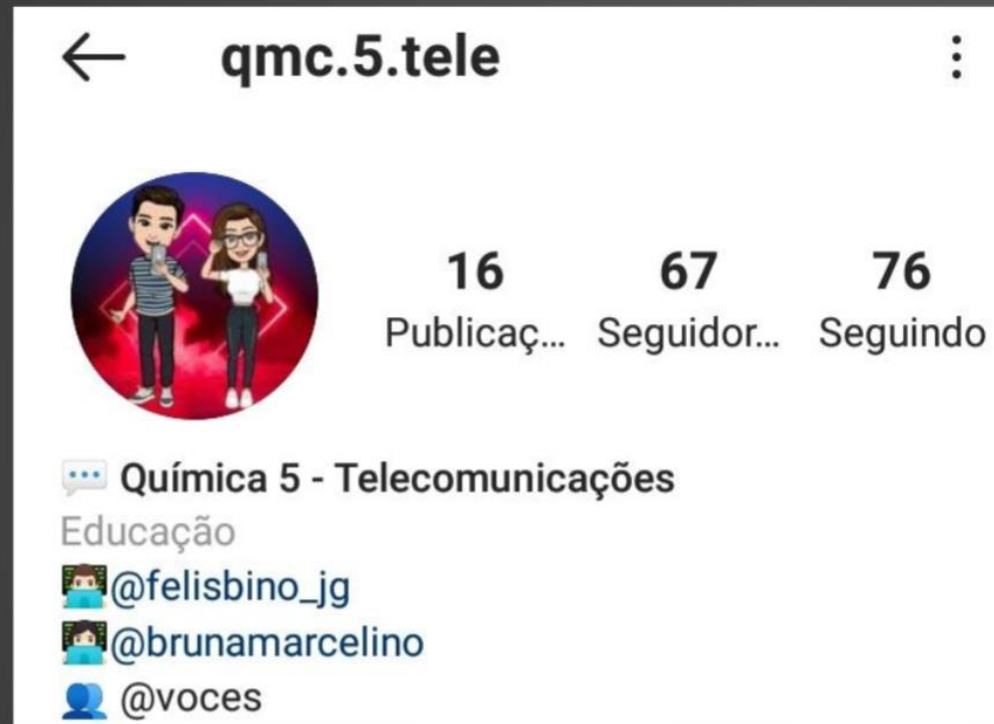 qmc.5.tele
16 67 76
Publicaç... Seguidor... Seguindo
Química 5 - Telecomunicações
Educação
@felisbino_jg
@brunamarcelino
@voces